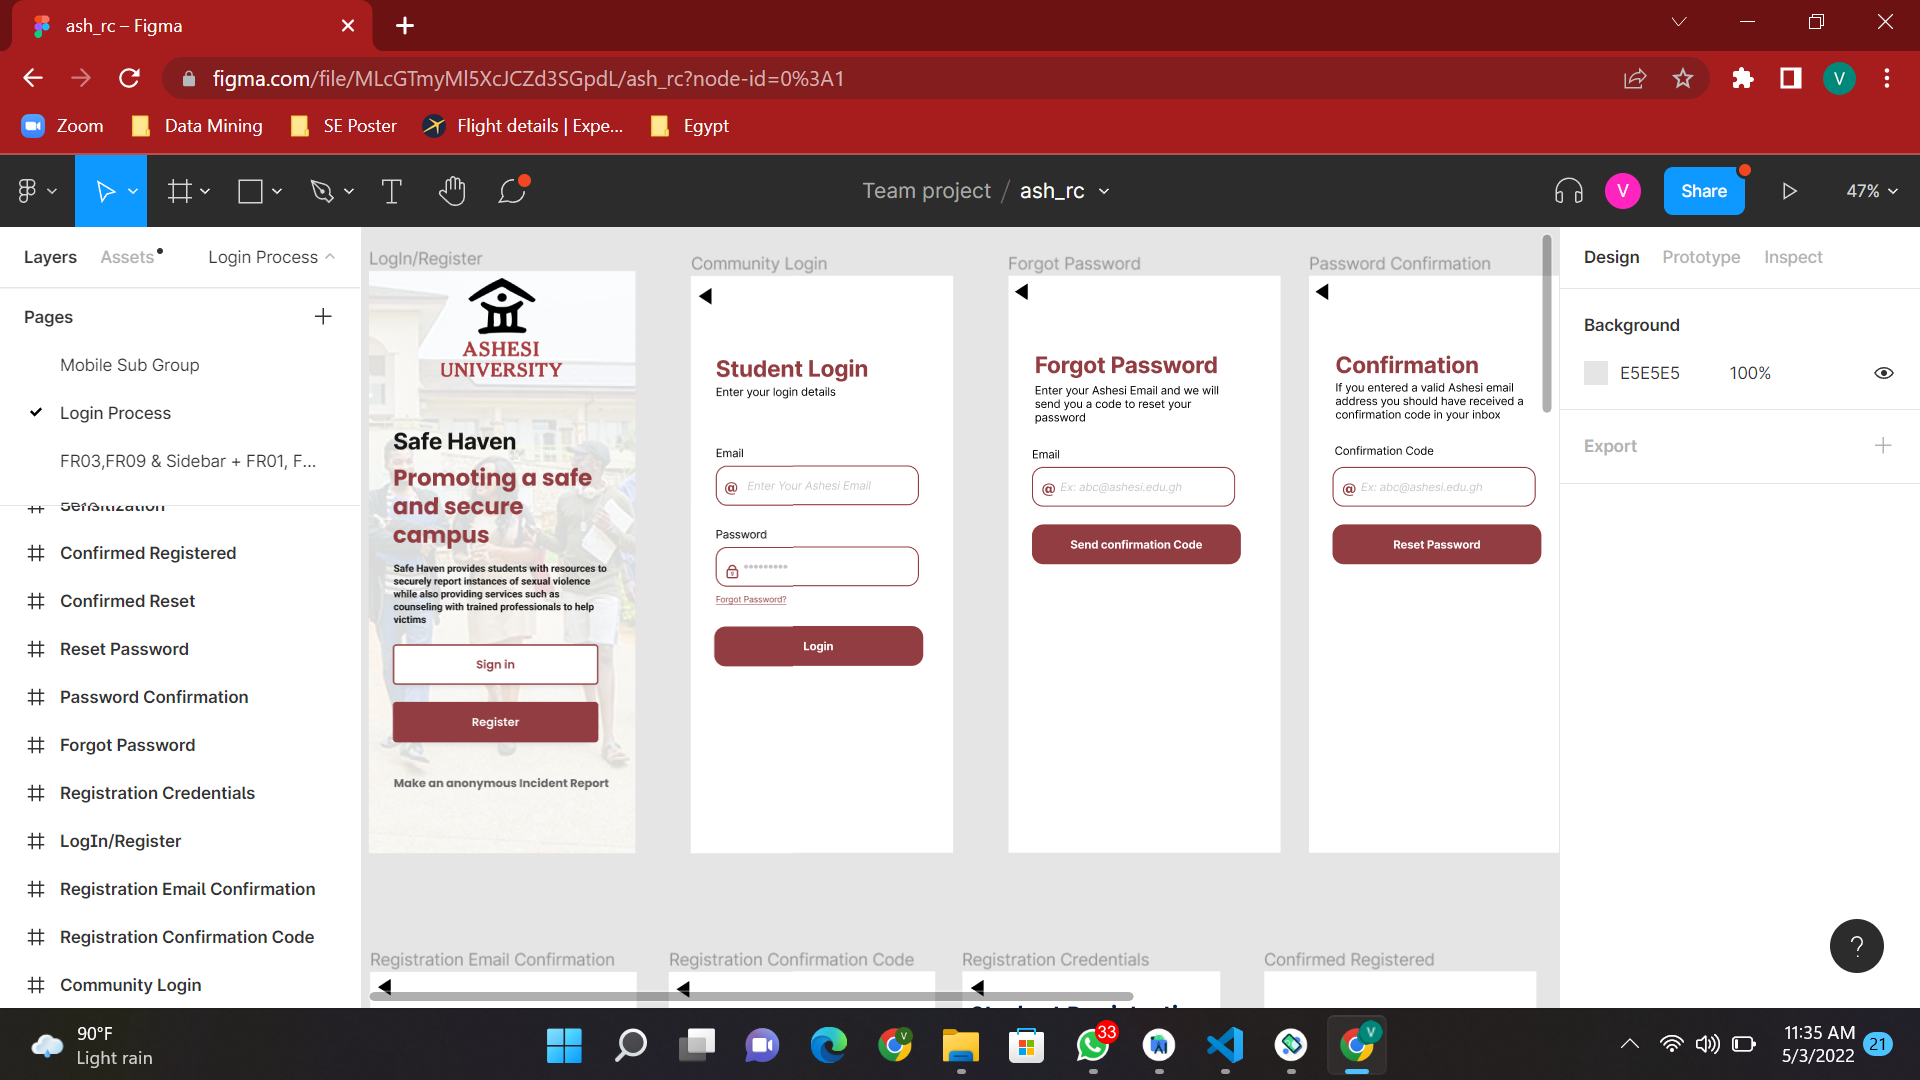 ash_rc – Figma
figma.com/file/MLcGTmyMl5XcJCZd3SGpdL/ash_rc?node-id=0%3A1
V
Zoom
Data Mining
SE Poster
Flight details | Expe...
Egypt
Team project / ash_rc
V
Share
47%
Layers
Assets
Login Process
Pages
Mobile Sub Group
Login Process
FR03,FR09 & Sidebar + FR01, F...
Sensitization
Confirmed Registered
Confirmed Reset
Reset Password
Password Confirmation
Forgot Password
Registration Credentials
LogIn/Register
Registration Email Confirmation
Registration Confirmation Code
Community Login
LogIn/Register
ASHESI
UNIVERSITY
Safe Haven
Promoting a safe
and secure
campus
Safe Haven provides students with resources to
securely report instances of sexual violence
while also providing services such as
counseling with trained professionals to help
victims
Sign in
Register
Make an anonymous Incident Report
Community Login
Student Login
Enter your login details
Email
@ Enter Your Ashesi Email
Password
*********
Forgot Password?
Login
Forgot Password
Forgot Password
Enter your Ashesi Email and we will
send you a code to reset your
password
Email
@ Ex: abc@ashesi.edu.gh
Send confirmation Code
Password Confirmation
Confirmation
If you entered a valid Ashesi email
address you should have received a
confirmation code in your inbox
Confirmation Code
@ Ex: abc@ashesi.edu.gh
Reset Password
Registration Email Confirmation
Registration Confirmation Code
Registration Credentials
Student Registration
Confirmed Registered
Design
Prototype
Inspect
Background
E5E5E5
100%
Export
?
90°F
Light rain
V
33
V
11:35 AM
5/3/2022
21